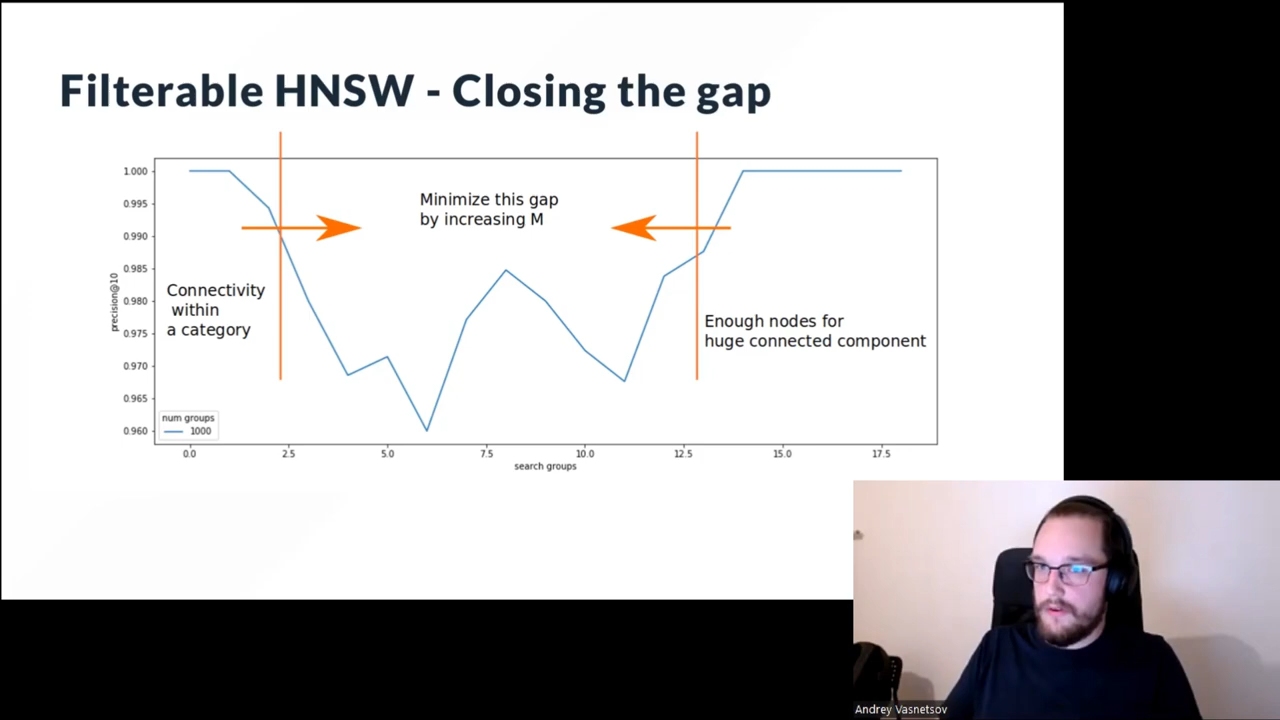 Filterable HNSW - Closing the gap
1.000
0.995
0.990
0.985
0.980
0.975
0.970
0.965
0.960
precision@10
Minimize this gap
by increasing M
Connectivity
within
a category
Enough nodes for
huge connected component
num groups
1000
0.0 2.5 5.0 7.5 10.0 12.5 15.0 17.5
search groups
Andrey Vasnetsov